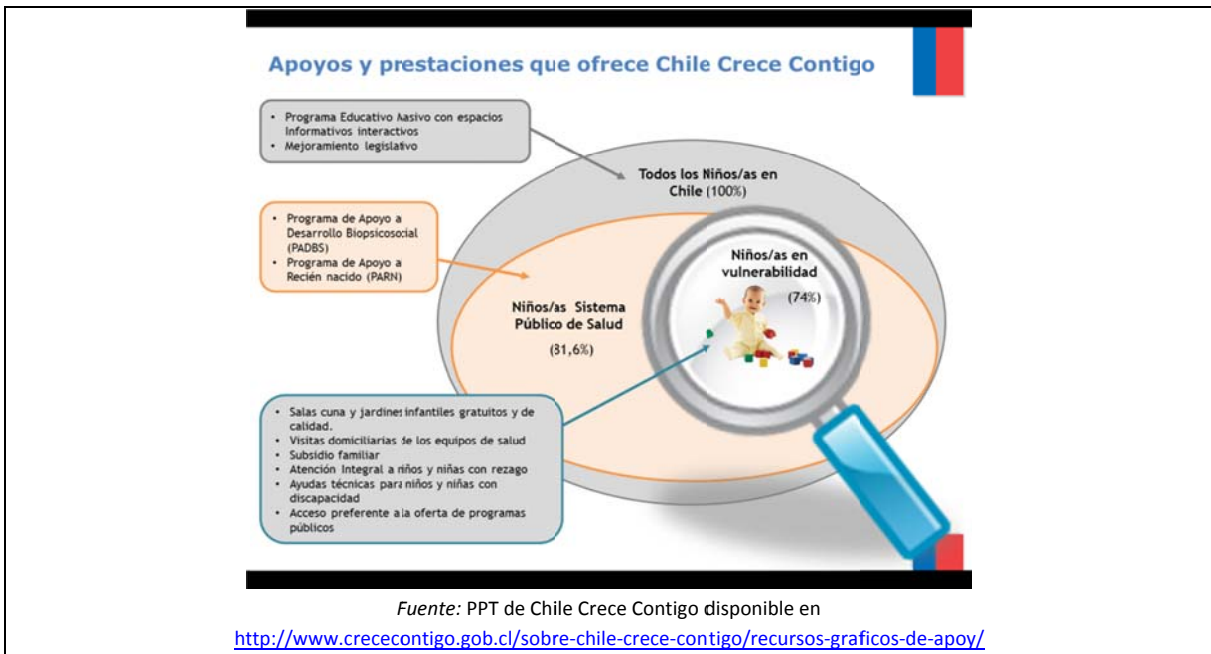 Apoyos y prestaciones que ofrece Chile Crece Contigo
• Programa Educativo Masivo con espacios
Informativos interactivos
• Mejoramiento legislativo
Todos los Niños/as en
Chile (100%)
• Programa de Apoyo a
Desarrollo Biopsicosocial
(PADBS)
• Programa de Apoyo a
Recién nacido (PARN)
Niños/as en
vulnerabilidad
(74%)
Niños/as Sistema
Público de Salud
(81,6%)
• Salas cuna y jardines infantiles gratuitos y de
calidad.
• Visitas domiciliarias de los equipos de salud
• Subsidio familiar
• Atención Integral a niños y niñas con rezago
• Ayudas técnicas para niños y niñas con
discapacidad
• Acceso preferente a la oferta de programas
públicos
Fuente: PPT de Chile Crece Contigo disponible en
http://www.crececontigo.gob.cl/sobre-chile-crece-contigo/recursos-graficos-de-apoy/